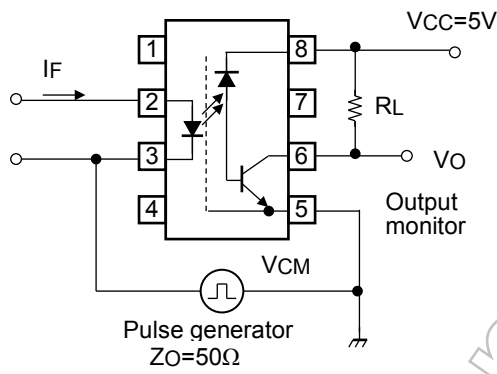 VCC=5V
1
8
IF
2
7
RL
3
6
VO
4
5
Output
monitor
VCM
Pulse generator
ZO=50Ω